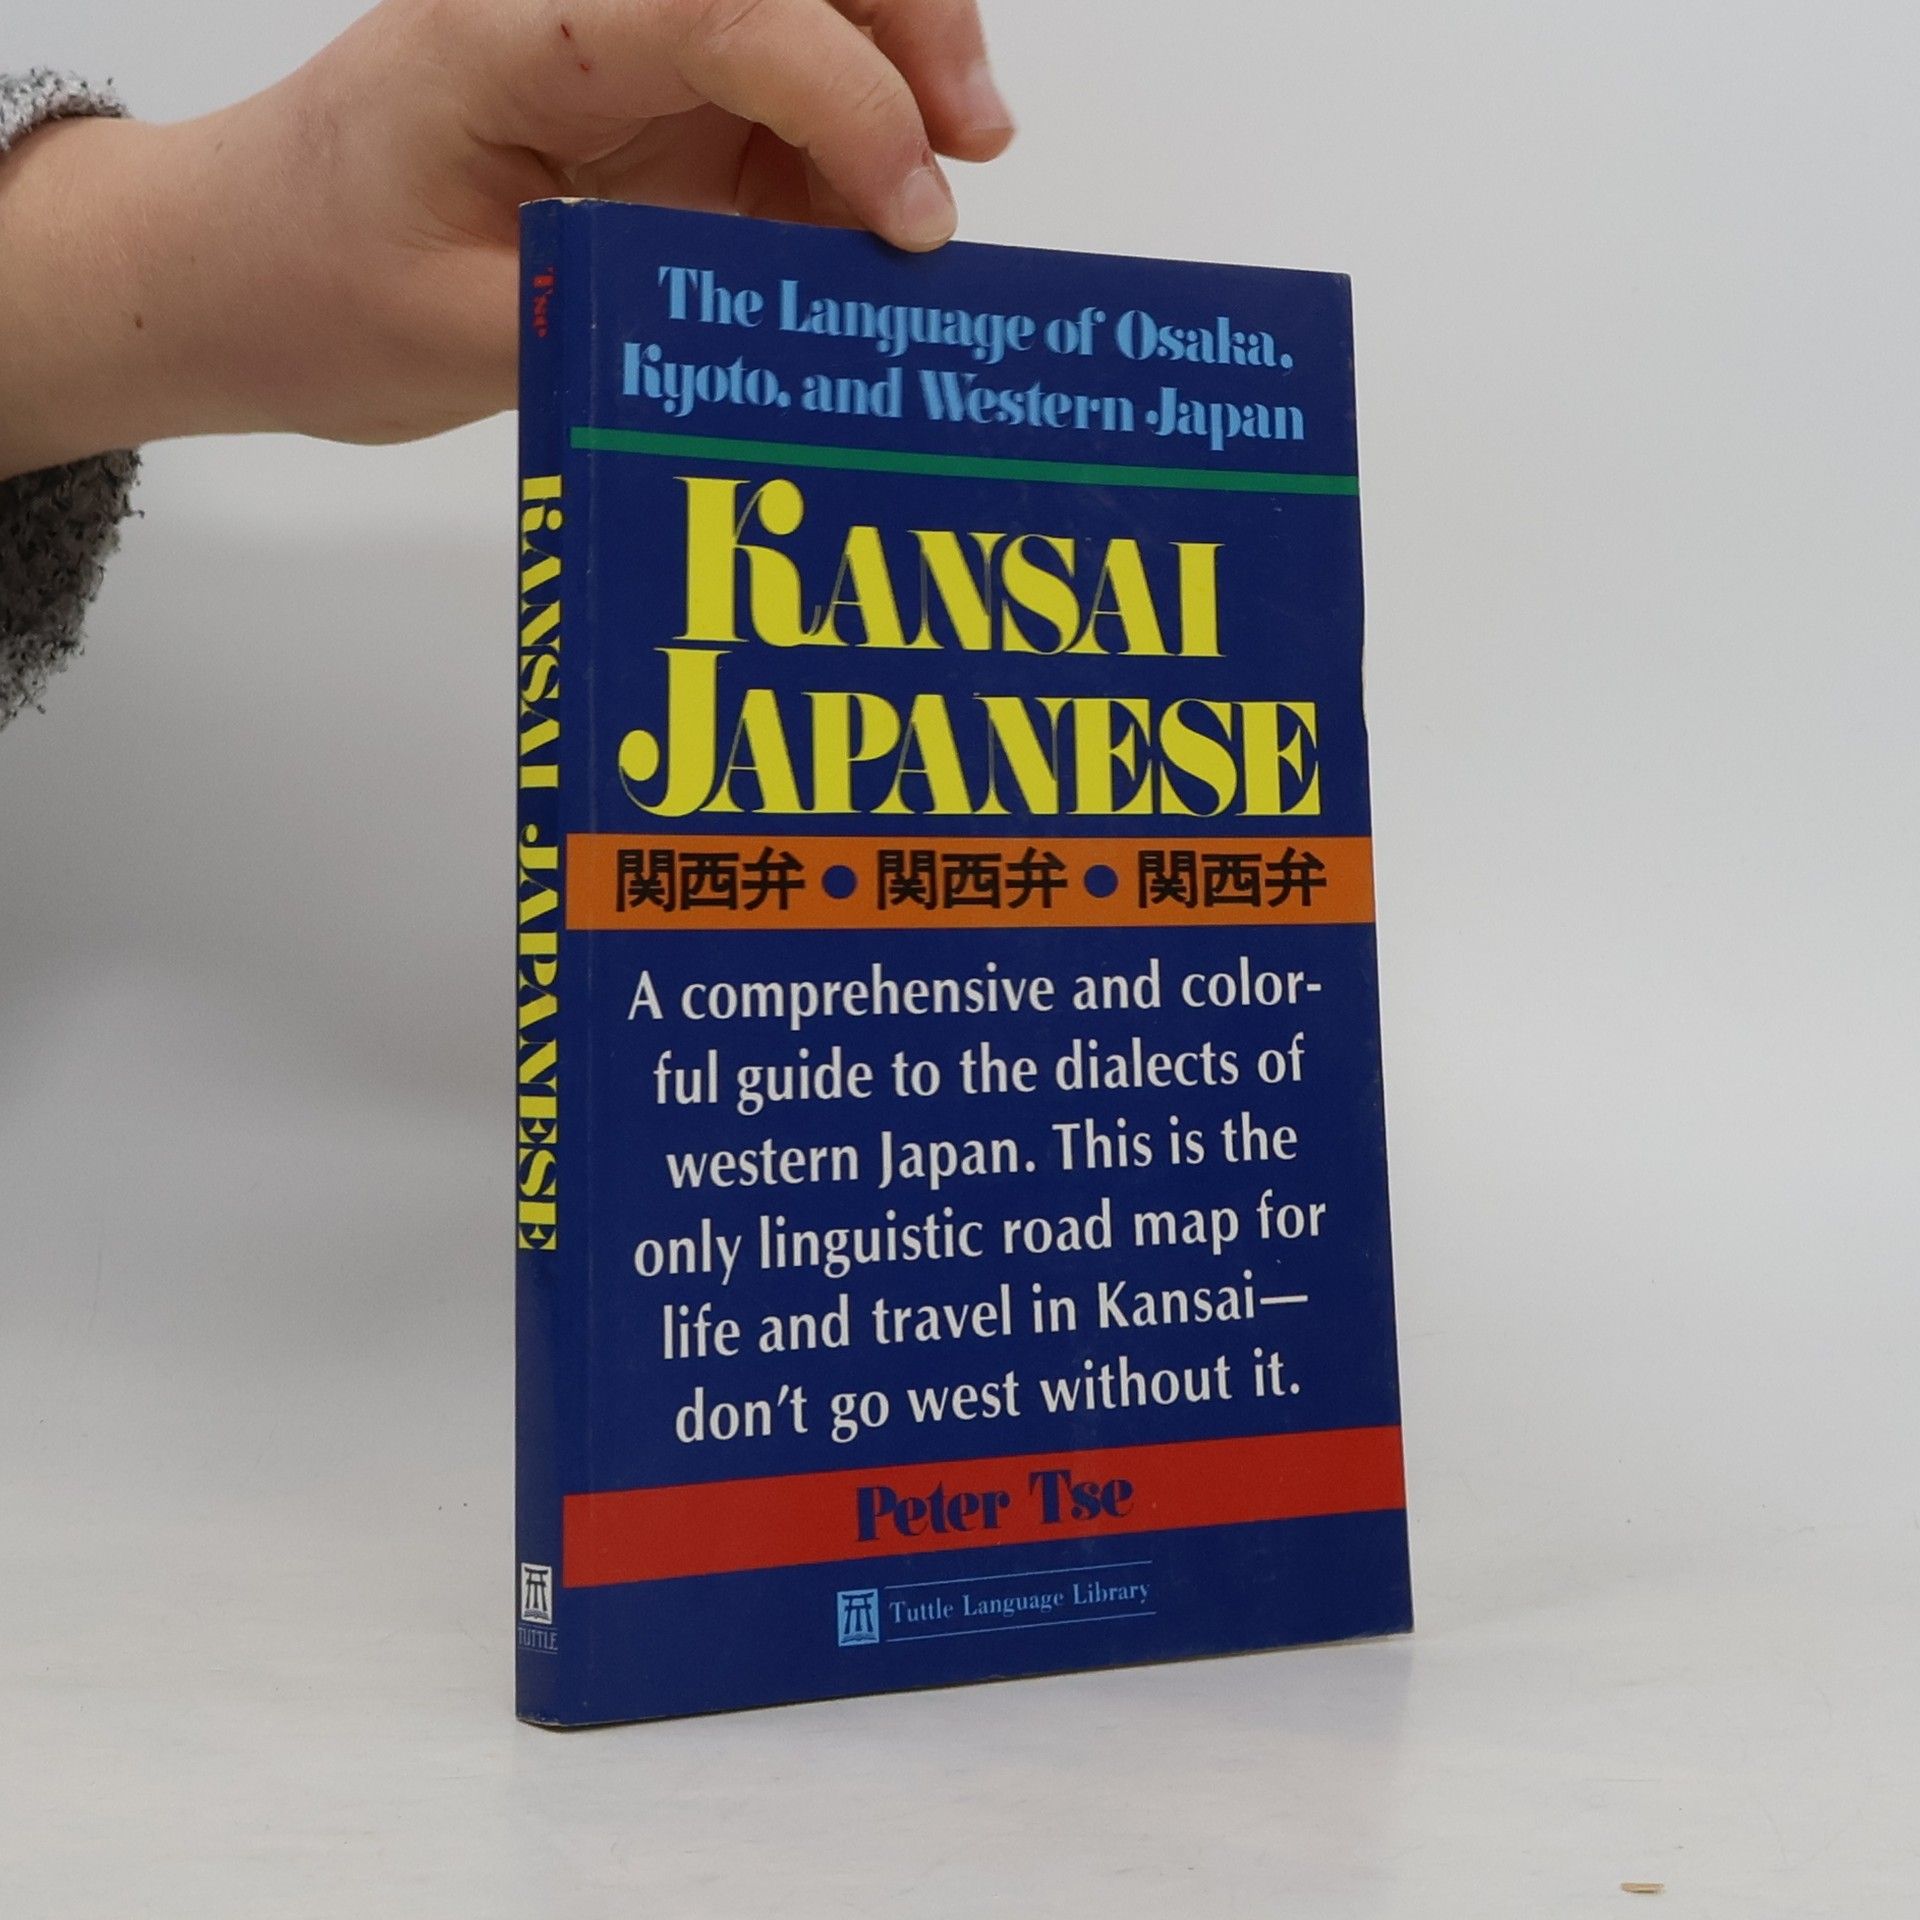 The Language of Osaka,
Kyoto, and Western Japan
KANSAI
JAPANESE
関西弁●関西弁●関西弁
A comprehensive and color-
ful guide to the dialects of
western Japan. This is the
only linguistic road map for
life and travel in Kansai—
don't go west without it.
Peter Tse
Tuttle Language Library
Tse
KANSAI JAPANESE
TUTTLE